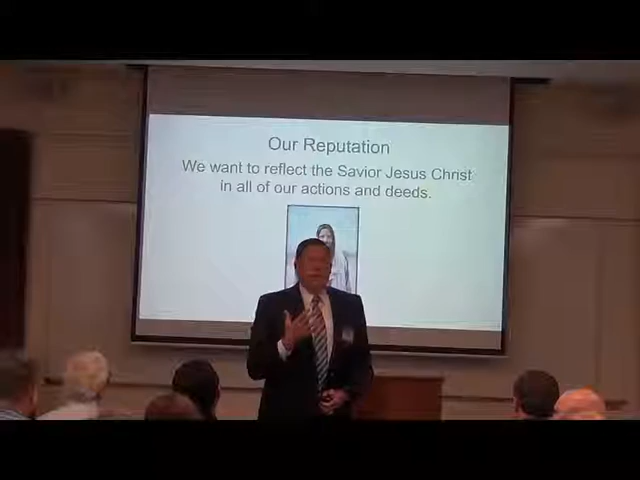 Our Reputation
We want to reflect the Savior Jesus Christ
in all of our actions and deeds.